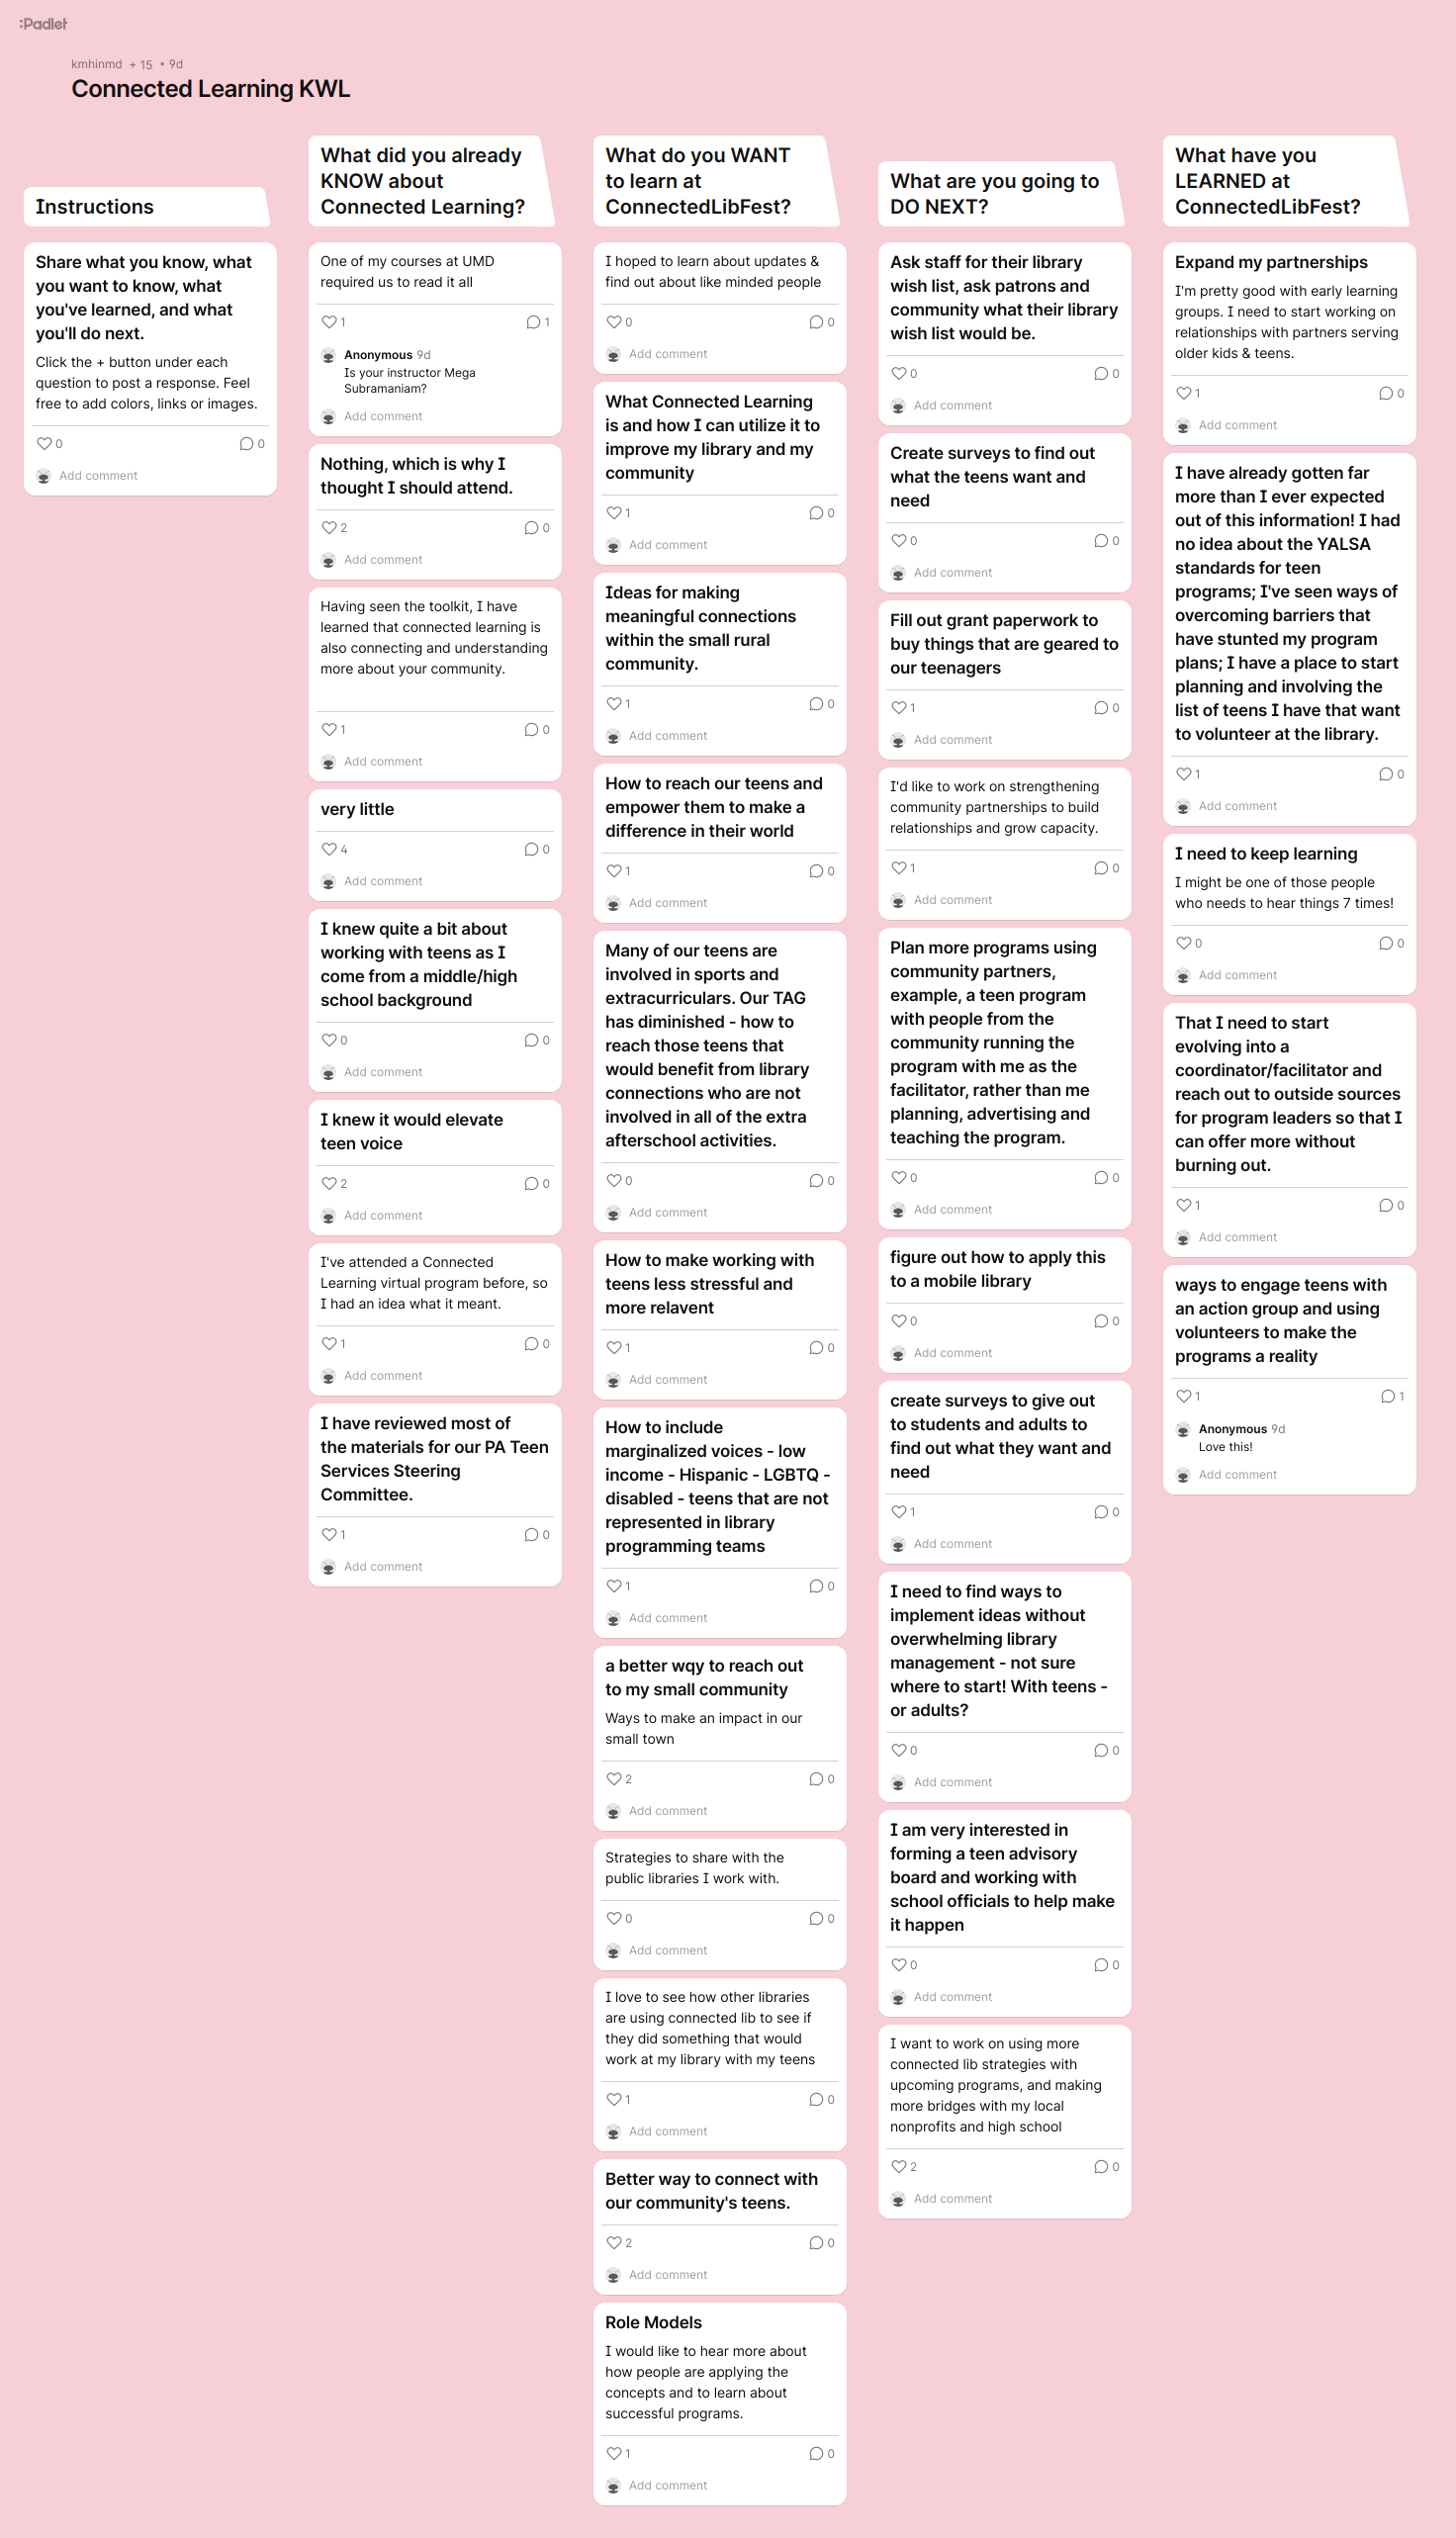 :Padlet
kmhinmd + 15 • 9d
Connected Learning KWL
Instructions
Share what you know, what
you want to know, what
you've learned, and what
you'll do next.
Click the + button under each
question to post a response. Feel
free to add colors, links or images.
0 0
Add comment
What did you already
KNOW about
Connected Learning?
One of my courses at UMD
required us to read it all
1 1
Anonymous 9d
Is your instructor Mega
Subramaniam?
Add comment
Nothing, which is why I
thought I should attend.
2 0
Add comment
Having seen the toolkit, I have
learned that connected learning is
also connecting and understanding
more about your community.
1 0
Add comment
very little
4 0
Add comment
I knew quite a bit about
working with teens as I
come from a middle/high
school background
0 0
Add comment
I knew it would elevate
teen voice
2 0
Add comment
I've attended a Connected
Learning virtual program before, so
I had an idea what it meant.
1 0
Add comment
I have reviewed most of
the materials for our PA Teen
Services Steering
Committee.
1 0
Add comment
What do you WANT
to learn at
ConnectedLibFest?
I hoped to learn about updates &
find out about like minded people
0 0
Add comment
What Connected Learning
is and how I can utilize it to
improve my library and my
community
1 0
Add comment
Ideas for making
meaningful connections
within the small rural
community.
1 0
Add comment
How to reach our teens and
empower them to make a
difference in their world
1 0
Add comment
Many of our teens are
involved in sports and
extracurriculars. Our TAG
has diminished - how to
reach those teens that
would benefit from library
connections who are not
involved in all of the extra
afterschool activities.
0 0
Add comment
How to make working with
teens less stressful and
more relavent
1 0
Add comment
How to include
marginalized voices - low
income - Hispanic - LGBTQ -
disabled - teens that are not
represented in library
programming teams
1 0
Add comment
a better wqy to reach out
to my small community
Ways to make an impact in our
small town
2 0
Add comment
Strategies to share with the
public libraries I work with.
0 0
Add comment
I love to see how other libraries
are using connected lib to see if
they did something that would
work at my library with my teens
1 0
Add comment
Better way to connect with
our community's teens.
2 0
Add comment
Role Models
I would like to hear more about
how people are applying the
concepts and to learn about
successful programs.
1 0
Add comment
What are you going to
DO NEXT?
Ask staff for their library
wish list, ask patrons and
community what their library
wish list would be.
0 0
Add comment
Create surveys to find out
what the teens want and
need
0 0
Add comment
Fill out grant paperwork to
buy things that are geared to
our teenagers
1 0
Add comment
I'd like to work on strengthening
community partnerships to build
relationships and grow capacity.
1 0
Add comment
Plan more programs using
community partners,
example, a teen program
with people from the
community running the
program with me as the
facilitator, rather than me
planning, advertising and
teaching the program.
0 0
Add comment
figure out how to apply this
to a mobile library
0 0
Add comment
create surveys to give out
to students and adults to
find out what they want and
need
1 0
Add comment
I need to find ways to
implement ideas without
overwhelming library
management - not sure
where to start! With teens -
or adults?
0 0
Add comment
I am very interested in
forming a teen advisory
board and working with
school officials to help make
it happen
0 0
Add comment
I want to work on using more
connected lib strategies with
upcoming programs, and making
more bridges with my local
nonprofits and high school
2 0
Add comment
What have you
LEARNED at
ConnectedLibFest?
Expand my partnerships
I'm pretty good with early learning
groups. I need to start working on
relationships with partners serving
older kids & teens.
1 0
Add comment
I have already gotten far
more than I ever expected
out of this information! I had
no idea about the YALSA
standards for teen
programs; I've seen ways of
overcoming barriers that
have stunted my program
plans; I have a place to start
planning and involving the
list of teens I have that want
to volunteer at the library.
1 0
Add comment
I need to keep learning
I might be one of those people
who needs to hear things 7 times!
0 0
Add comment
That I need to start
evolving into a
coordinator/facilitator and
reach out to outside sources
for program leaders so that I
can offer more without
burning out.
1 0
Add comment
ways to engage teens with
an action group and using
volunteers to make the
programs a reality
1 1
Anonymous 9d
Love this!
Add comment